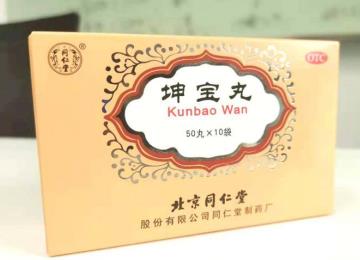 同仁堂
OTC
坤宝丸
Kunbao Wan
50丸×10袋
北京同仁堂
股份有限公司同仁堂制药厂